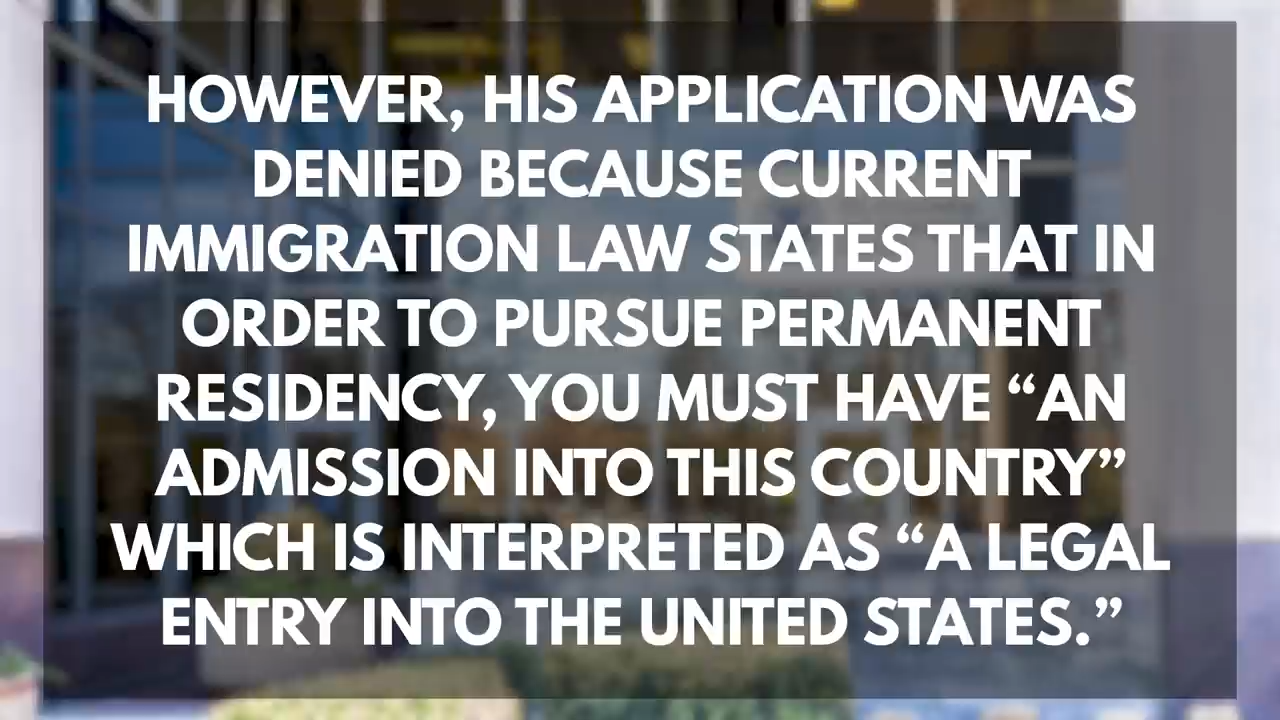 HOWEVER, HIS APPLICATION WAS
DENIED BECAUSE CURRENT
IMMIGRATION LAW STATES THAT IN
ORDER TO PURSUE PERMANENT
RESIDENCY, YOU MUST HAVE “AN
ADMISSION INTO THIS COUNTRY”
WHICH IS INTERPRETED AS “A LEGAL
ENTRY INTO THE UNITED STATES.”